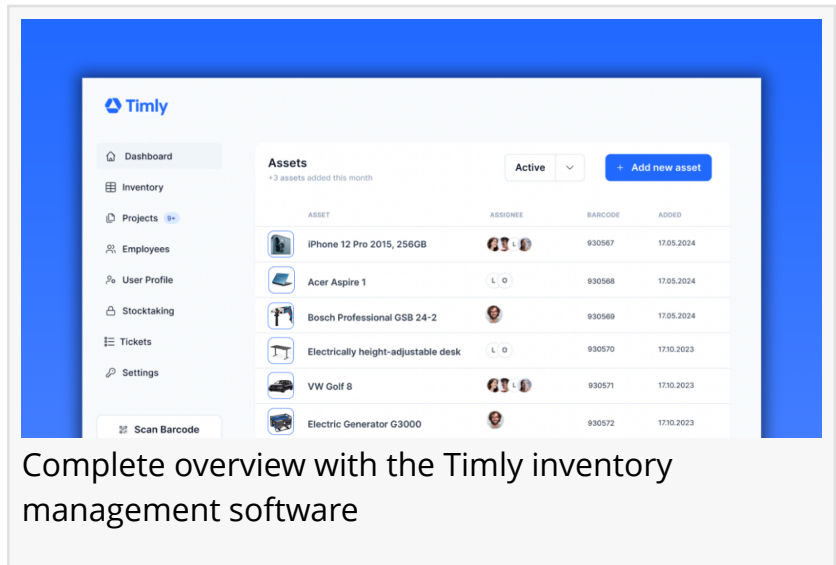 Timly
Dashboard
Inventory
Projects 9+
Employees
User Profile
Stocktaking
Tickets
Settings
Scan Barcode
Assets
+3 assets added this month
Active
+ Add new asset
ASSET ASSIGNEE BARCODE ADDED
iPhone 12 Pro 2015, 256GB L 930567 17.05.2024
Acer Aspire 1 L O 930568 17.05.2024
Bosch Professional GSB 24-2 930569 17.05.2024
Electrically height-adjustable desk L O 930570 17.10.2023
VW Golf 8 L 930571 17.10.2023
Electric Generator G3000 930572 17.10.2023
Complete overview with the Timly inventory
management software